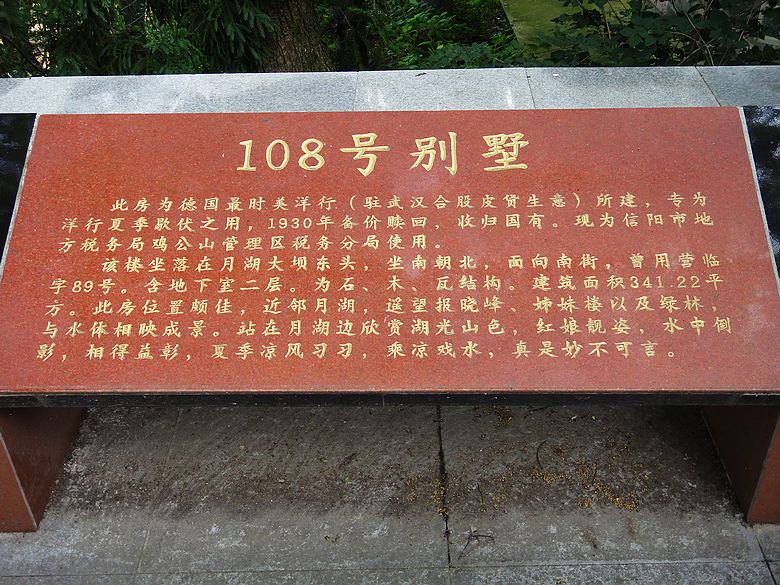 108号别墅
此房为德国最时美洋行（驻武汉合股皮货生意）所建，专为
洋行夏季歇伏之用，1930年备价赎回，收归国有。现为信阳市地
方税务局鸡公山管理区税务分局使用。
该楼坐落在月湖大坝东头，坐南朝北，面向南街，曾用营临
字89号。含地下室二层。为石、木、瓦结构。建筑面积341.22平
方。此房位置颇佳，近邻月湖，遥望报晓峰、姊妹楼以及绿林，
与水体相映成景。站在月湖边欣赏湖光山色，红娘靓姿，水中倒
影，相得益彰，夏季凉风习习，乘凉戏水，真是妙不可言。